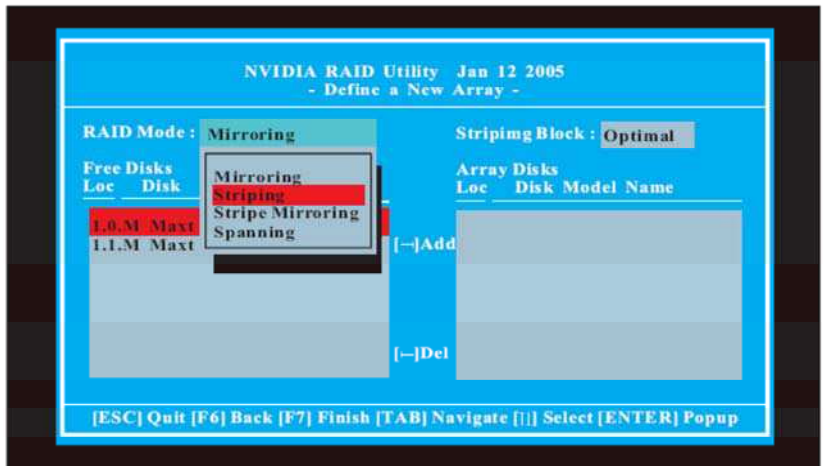 NVIDIA RAID Utility Jan 12 2005
- Define a New Array -
RAID Mode : Mirroring
Stripimg Block : Optimal
Free Disks
Loc Disk
Array Disks
Loc Disk Model Name
Mirroring
Striping
Stripe Mirroring
Spanning
1.0.M Maxt
1.1.M Maxt
[→]Add
[←]Del
[ESC] Quit [F6] Back [F7] Finish [TAB] Navigate [↑↓] Select [ENTER] Popup